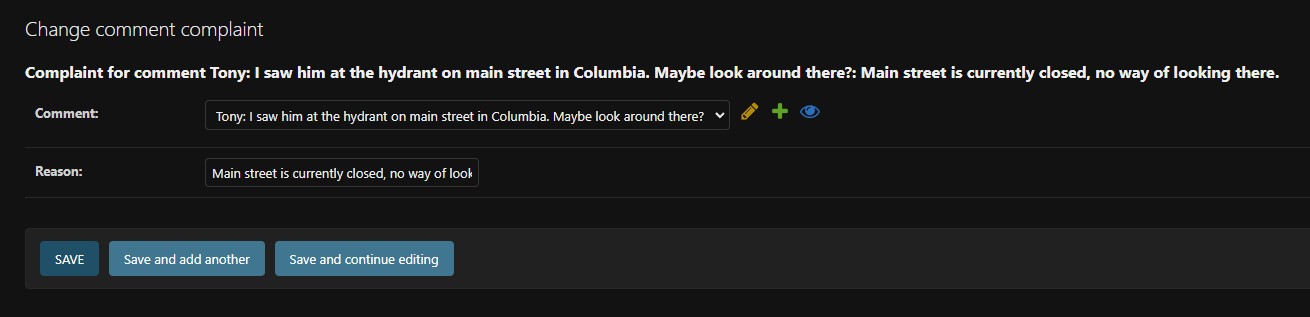 Change comment complaint
Complaint for comment Tony: I saw him at the hydrant on main street in Columbia. Maybe look around there?: Main street is currently closed, no way of looking there.
Comment: Tony: I saw him at the hydrant on main street in Columbia. Maybe look around there?
Reason: Main street is currently closed, no way of look
SAVE Save and add another Save and continue editing